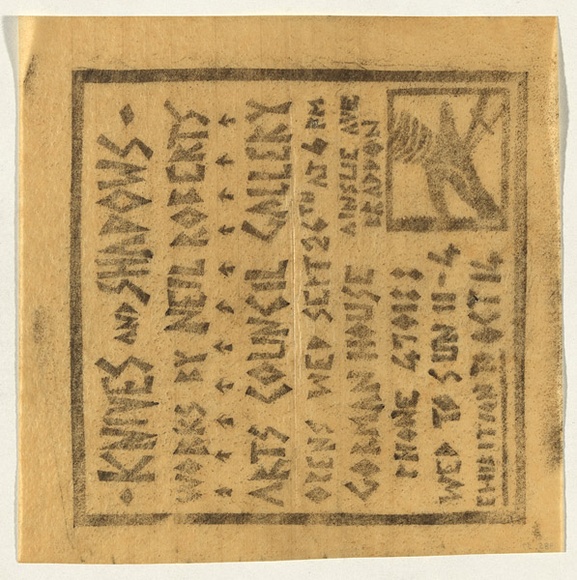 KNIVES AND SHADOWS
WORKS BY NEIL ROBERTS
ARTS COUNCIL GALLERY
OPENS WED SEPT 26TH AT 6 PM
GORMAN HOUSE
AINSLIE AVE
BRADDON
PHONE 470188
WED TO SUN 11-4
EXHIBITION TO OCT 14